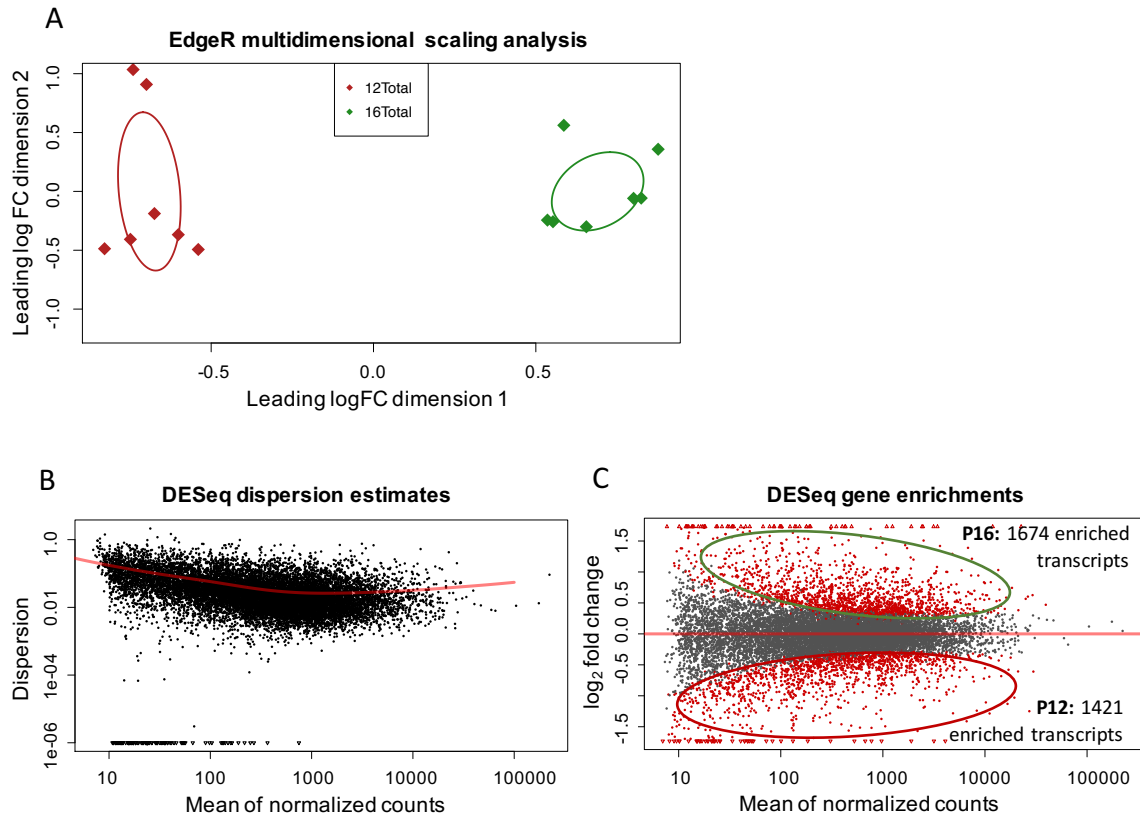 A
EdgeR multidimensional scaling analysis
12Total
16Total
Leading log FC dimension 2
1.0
0.5
0.0
-0.5
-1.0
-0.5
0.0
0.5
Leading logFC dimension 1
B
DESeq dispersion estimates
Dispersion
1.0
0.01
1e-04
1e-06
10
100
1000
10000
100000
Mean of normalized counts
C
DESeq gene enrichments
log2 fold change
1.5
0.5
0.0
-0.5
-1.5
P16: 1674 enriched
transcripts
P12: 1421
enriched transcripts
10
100
1000
10000
100000
Mean of normalized counts